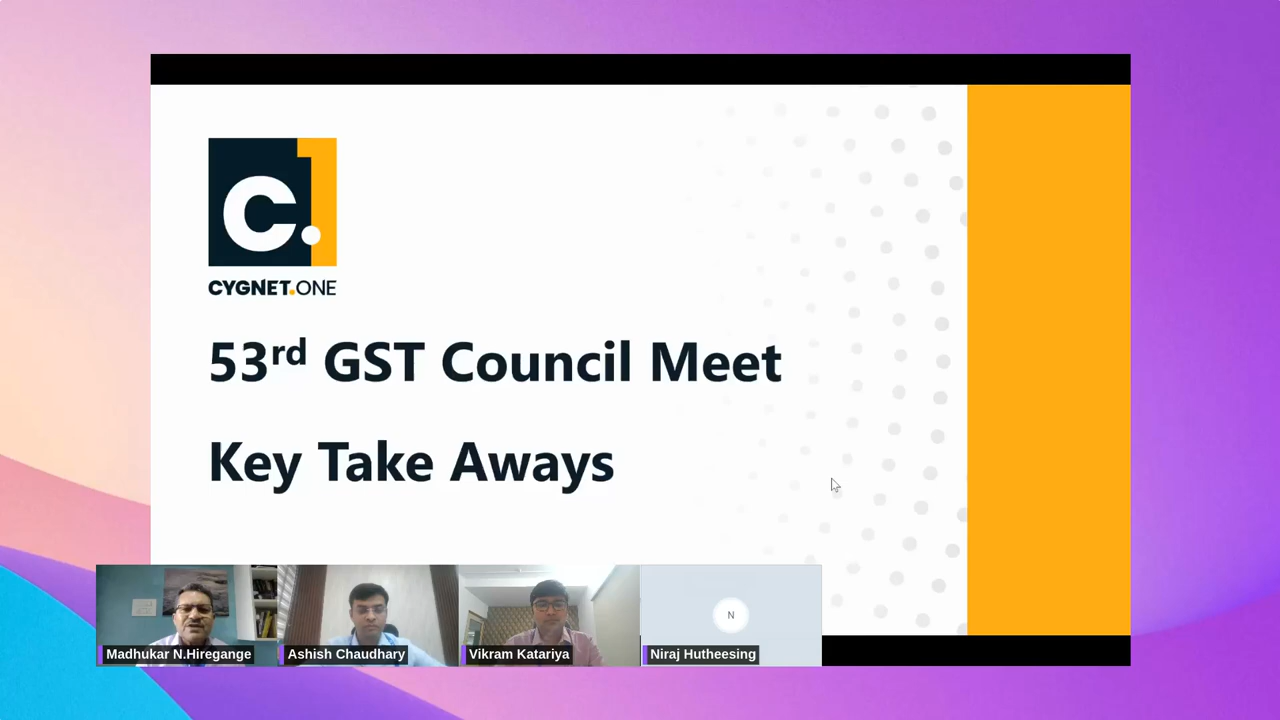 C.
CYGNET.ONE
53rd GST Council Meet
Key Take Aways
Madhukar N.Hiregange
Ashish Chaudhary
Vikram Katariya
N
Niraj Hutheesing